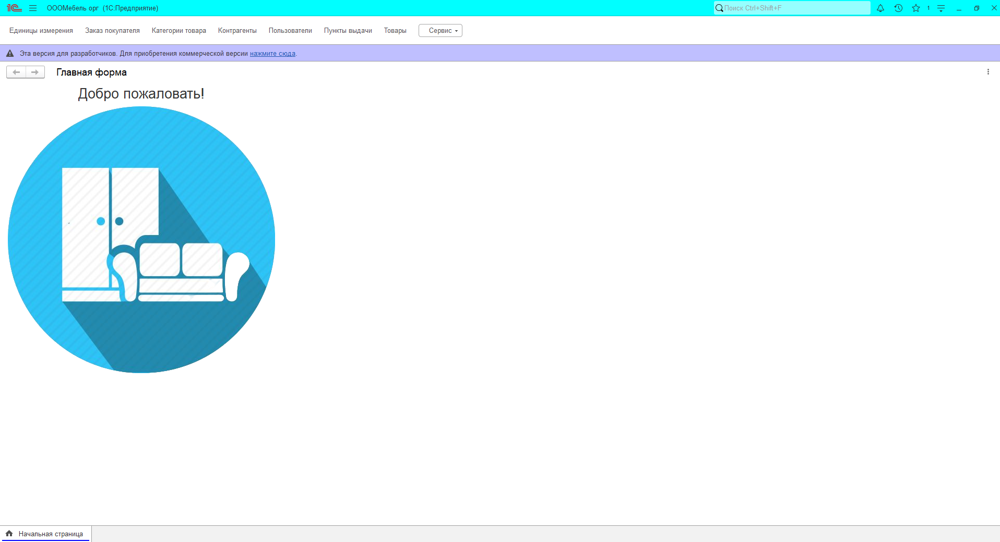 1С ОООМебель орг (1С:Предприятие) Поиск Ctrl+Shift+F 1
Единицы измерения Заказ покупателя Категории товара Контрагенты Пользователи Пункты выдачи Товары Сервис
Эта версия для разработчиков. Для приобретения коммерческой версии нажмите сюда.
Главная форма
Добро пожаловать!
Начальная страница